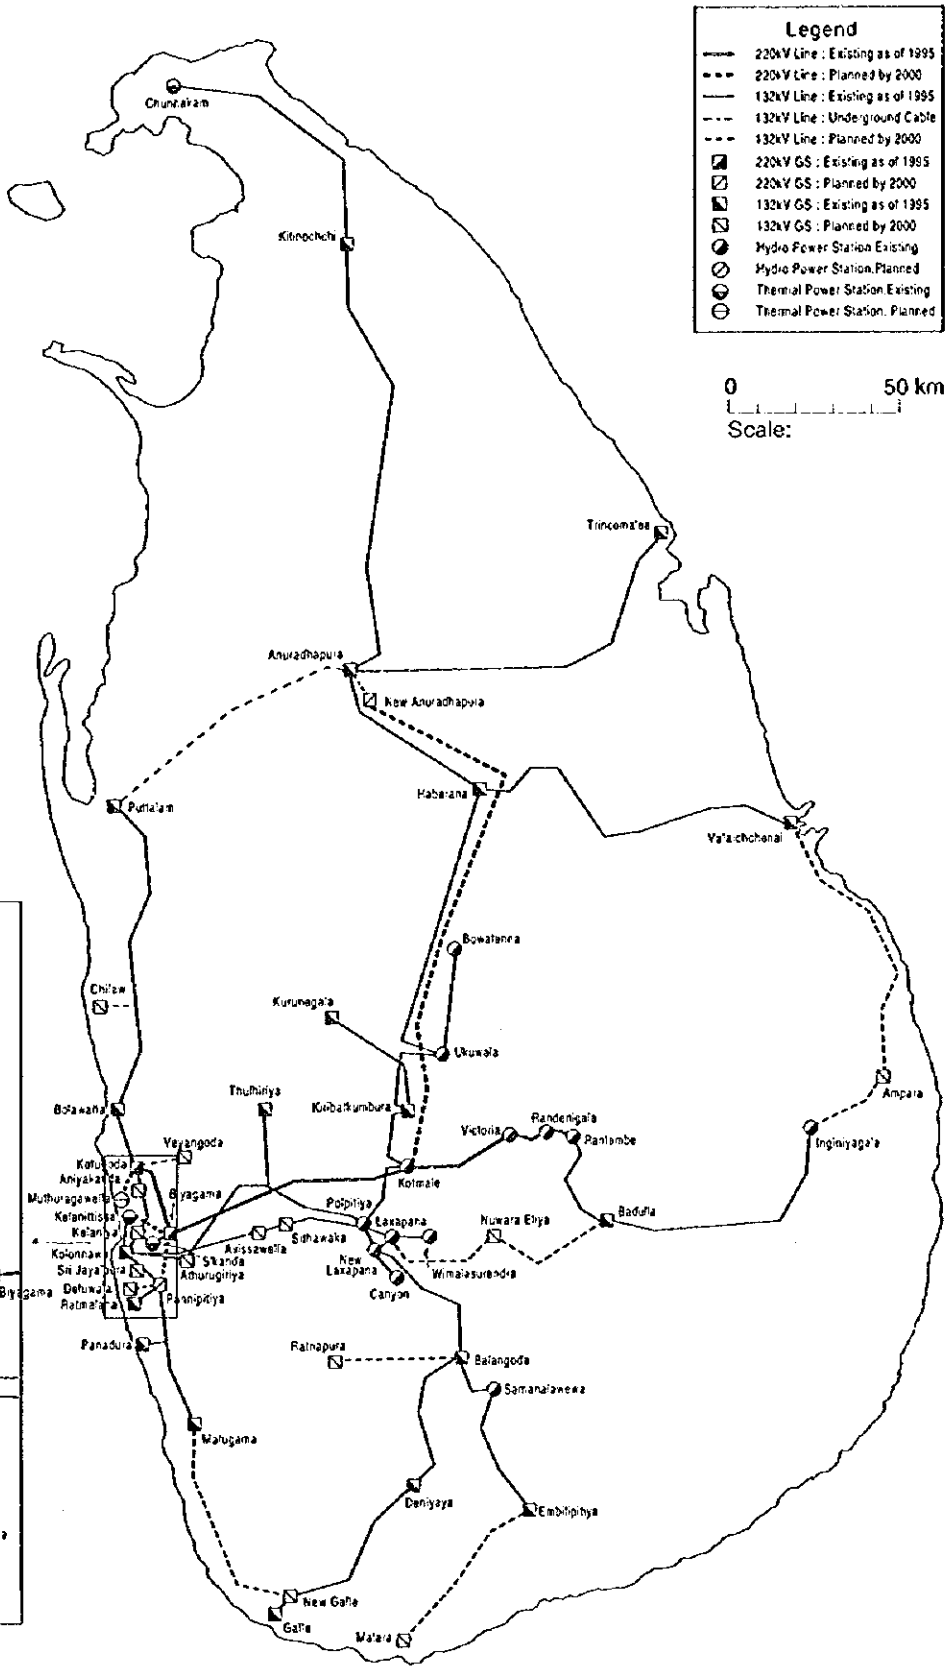 Legend
220kV Line : Existing as of 1995
220kV Line : Planned by 2000
132kV Line : Existing as of 1995
132kV Line : Underground Cable
132kV Line : Planned by 2000
220kV GS : Existing as of 1995
220kV GS : Planned by 2000
132kV GS : Existing as of 1995
132kV GS : Planned by 2000
Hydro Power Station Existing
Hydro Power Station, Planned
Thermal Power Station, Existing
Thermal Power Station, Planned
0 50 km
Scale:
Chunnakam
Kilinochchi
Trincomalee
Anuradhapura
New Anuradhapura
Habarana
Puttalam
Valaichchenai
Bowatenna
Chilaw
Kurunegala
Ukuwala
Ampara
Thulhiriya
Bolawatta
Kiribatkumbura
Randenigala
Victoria
Rantembe
Inginiyagala
Veyangoda
Kotugoda
Aniyakanda
Kotmale
Muthurajawella
Biyagama
Kelanitissa
Polpitiya
Laxapana
Nuwara Eliya
Badulla
Kelaniya
Sithawaka
Avissawella
New
Laxapana
Wimalasurendra
Kolonnawa
Athurugiriya
Sri Jayapura
Canyon
Biyagama
Dehiwala
Pannipitiya
Ratmalana
Panadura
Ratnapura
Balangoda
Samanalawewa
Matugama
Deniyaya
Embilipitiya
New Galle
Galle
Matara